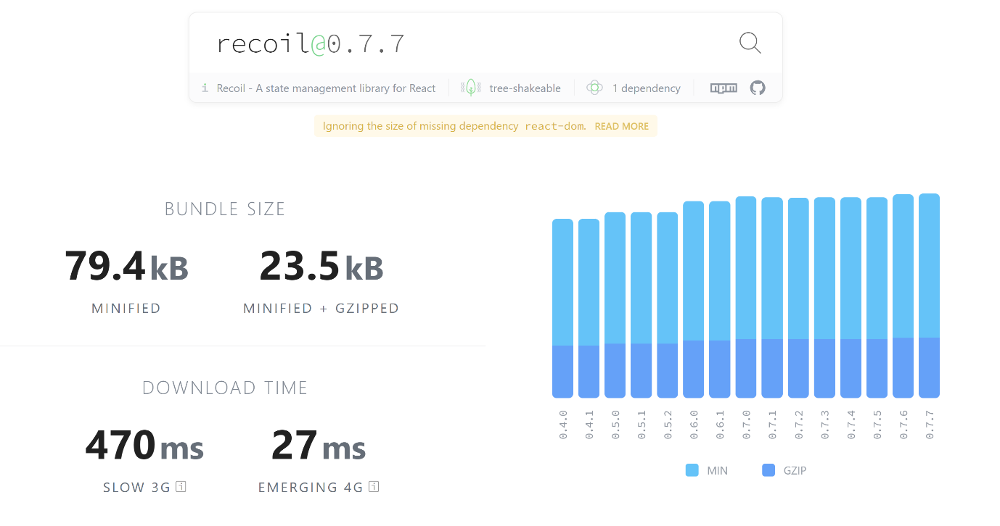 recoil@0.7.7
i Recoil - A state management library for React tree-shakeable 1 dependency npm
Ignoring the size of missing dependency react-dom. READ MORE
BUNDLE SIZE
79.4 kB 23.5 kB
MINIFIED MINIFIED + GZIPPED
DOWNLOAD TIME
470 ms 27 ms
SLOW 3G i EMERGING 4G i
0.4.0 0.4.1 0.5.0 0.5.1 0.5.2 0.6.0 0.6.1 0.7.0 0.7.1 0.7.2 0.7.3 0.7.4 0.7.5 0.7.6 0.7.7
MIN GZIP